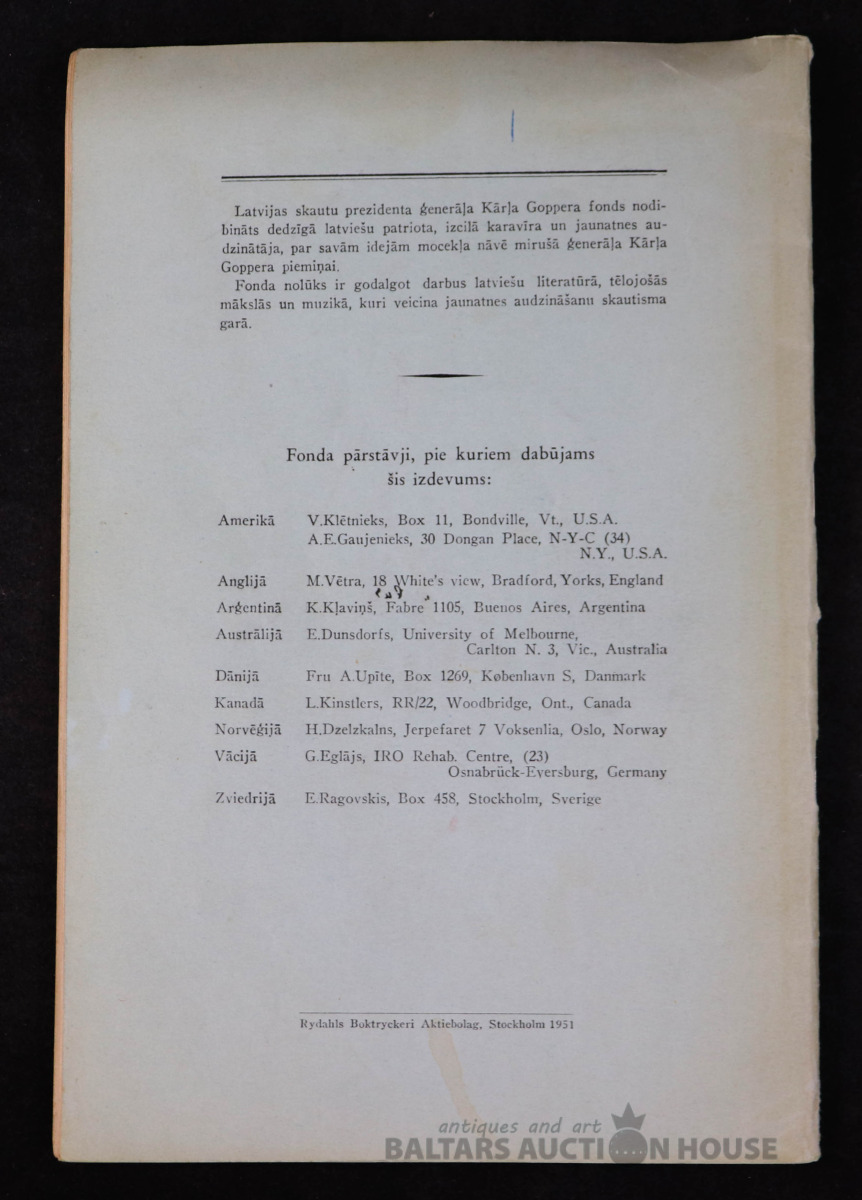 Latvijas skautu prezidenta ģenerāļa Kārļa Goppera fonds nodi-
bināts dedzīgā latviešu patriota, izcilā karavīra un jaunatnes au-
dzinātāja, par savām idejām mocekļa nāvē mirušā ģenerāļa Kārļa
Goppera piemiņai.
Fonda nolūks ir godalgot darbus latviešu literatūrā, tēlojošās
mākslās un muzikā, kuri veicina jaunatnes audzināšanu skautisma
garā.
Fonda pārstāvji, pie kuriem dabūjams
šis izdevums:
Amerikā V.Klētnieks, Box 11, Bondville, Vt., U.S.A.
A.E.Gaujenieks, 30 Dongan Place, N-Y-C (34)
N.Y., U.S.A.
Anglijā M.Vētra, 18 White's view, Bradford, Yorks, England
Arģentinā K.Kļaviņš, Fabre 1105, Buenos Aires, Argentina
Austrālijā E.Dunsdorfs, University of Melbourne,
Carlton N. 3, Vic., Australia
Dānijā Fru A.Upīte, Box 1269, København S, Danmark
Kanadā L.Kinstlers, RR/22, Woodbridge, Ont., Canada
Norvēģijā H.Dzelzkalns, Jerpefaret 7 Voksenlia, Oslo, Norway
Vācijā G.Eglājs, IRO Rehab. Centre, (23)
Osnabrück-Eversburg, Germany
Zviedrijā E.Ragovskis, Box 458, Stockholm, Sverige
Rydahls Boktryckeri Aktiebolag, Stockholm 1951
antiques and art
BALTARS AUCTION HOUSE